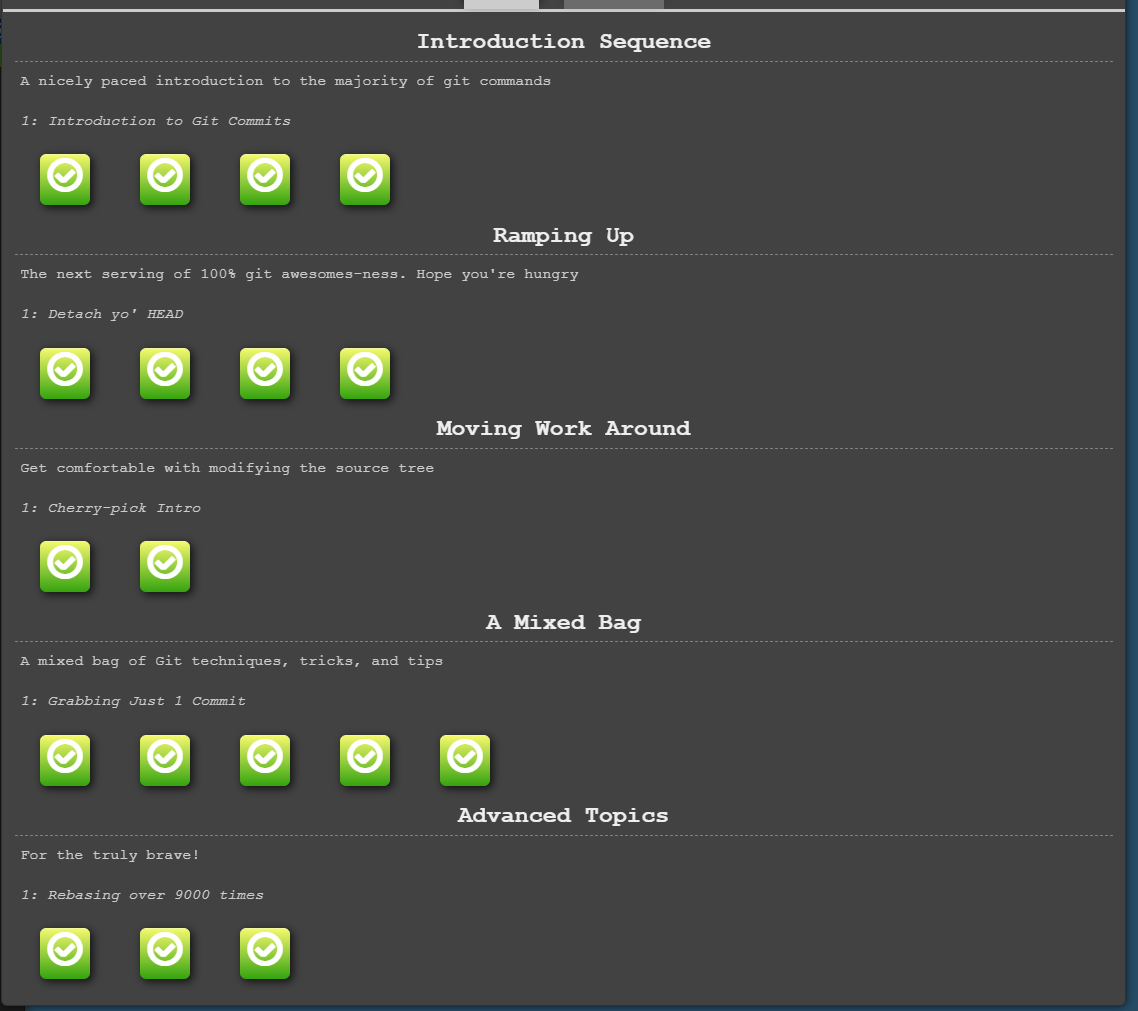 Introduction Sequence
A nicely paced introduction to the majority of git commands
1: Introduction to Git Commits
Ramping Up
The next serving of 100% git awesomes-ness. Hope you're hungry
1: Detach yo' HEAD
Moving Work Around
Get comfortable with modifying the source tree
1: Cherry-pick Intro
A Mixed Bag
A mixed bag of Git techniques, tricks, and tips
1: Grabbing Just 1 Commit
Advanced Topics
For the truly brave!
1: Rebasing over 9000 times